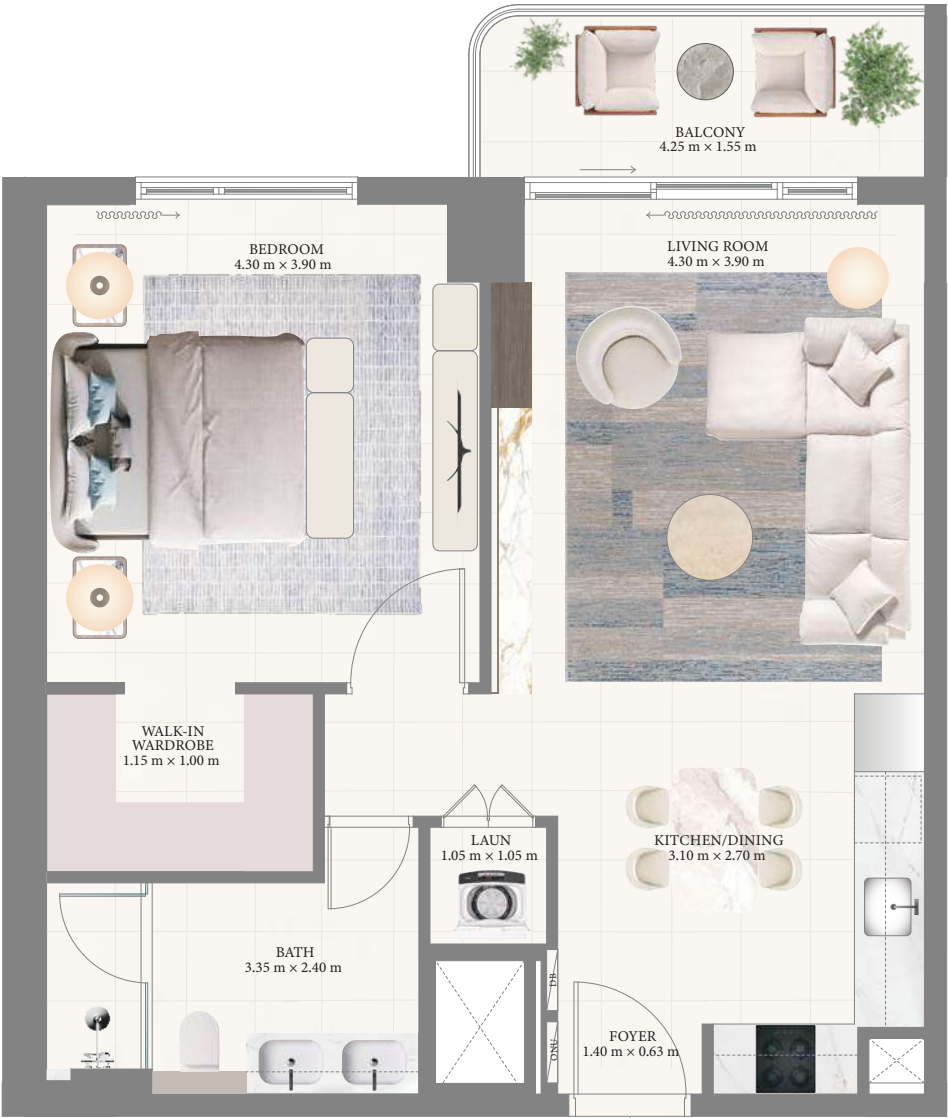 BALCONY
4.25 m × 1.55 m
BEDROOM
4.30 m × 3.90 m
LIVING ROOM
4.30 m × 3.90 m
WALK-IN
WARDROBE
1.15 m × 1.00 m
LAUN
1.05 m × 1.05 m
KITCHEN/DINING
3.10 m × 2.70 m
BATH
3.35 m × 2.40 m
DB
ONU
FOYER
1.40 m × 0.63 m